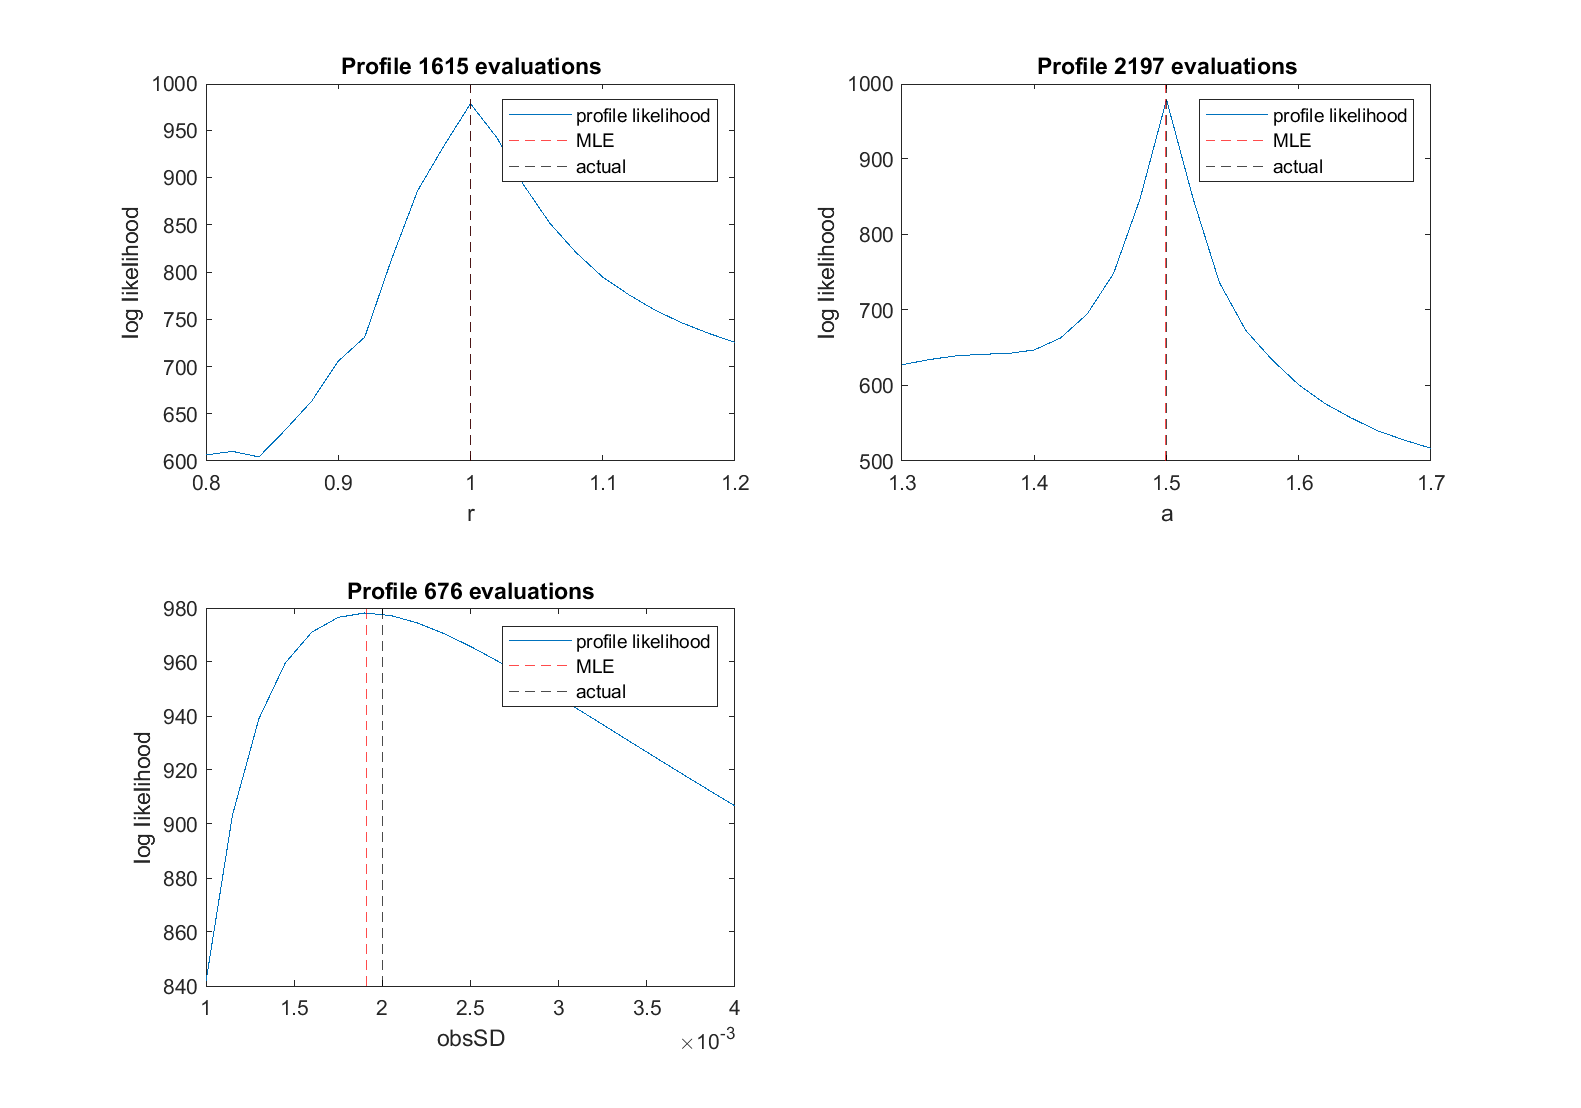 Profile 1615 evaluations
1000
950
900
850
800
750
700
650
600
log likelihood
profile likelihood
MLE
actual
0.8 0.9 1 1.1 1.2
r
Profile 2197 evaluations
1000
900
800
700
600
500
log likelihood
profile likelihood
MLE
actual
1.3 1.4 1.5 1.6 1.7
a
Profile 676 evaluations
980
960
940
920
900
880
860
840
log likelihood
profile likelihood
MLE
actual
1 1.5 2 2.5 3 3.5 4
obsSD
×10⁻³